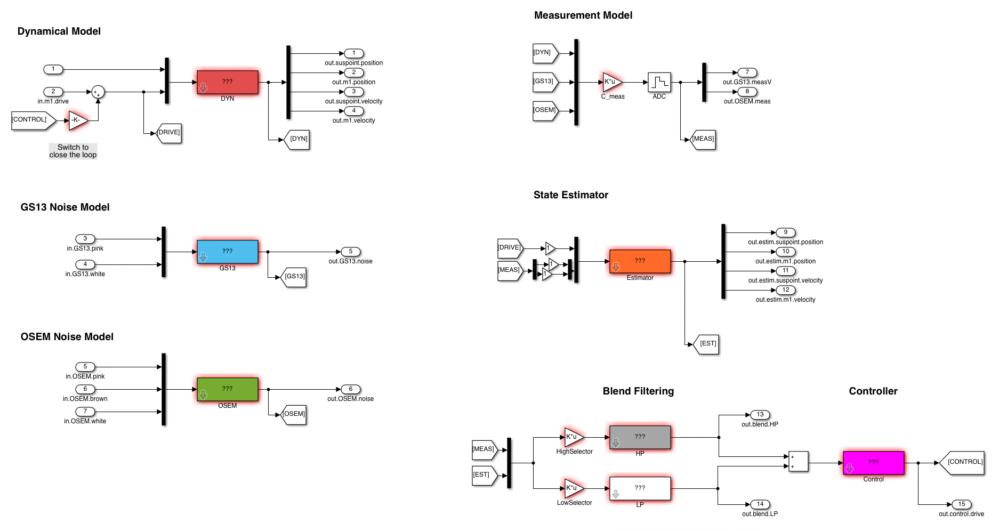 Dynamical Model
1
2
in.m1.drive
+
+
[CONTROL]
-K-
Switch to
close the loop
[DRIVE]
???
DYN
1
out.suspoint.position
2
out.m1.position
3
out.suspoint.velocity
4
out.m1.velocity
[DYN]
GS13 Noise Model
3
in.GS13.pink
4
in.GS13.white
???
GS13
5
out.GS13.noise
[GS13]
OSEM Noise Model
5
in.OSEM.pink
6
in.OSEM.brown
7
in.OSEM.white
???
OSEM
6
out.OSEM.noise
[OSEM]
Measurement Model
[DYN]
[GS13]
[OSEM]
K*u
C_meas
ADC
7
out.GS13.measV
8
out.OSEM.meas
[MEAS]
State Estimator
[DRIVE]
1
[MEAS]
1
1
???
Estimator
9
out.estim.suspoint.position
10
out.estim.m1.position
11
out.estim.suspoint.velocity
12
out.estim.m1.velocity
[EST]
Blend Filtering
[MEAS]
[EST]
K*u
HighSelector
???
HP
13
out.blend.HP
K*u
LowSelector
???
LP
14
out.blend.LP
+
+
Controller
???
Control
[CONTROL]
15
out.control.drive